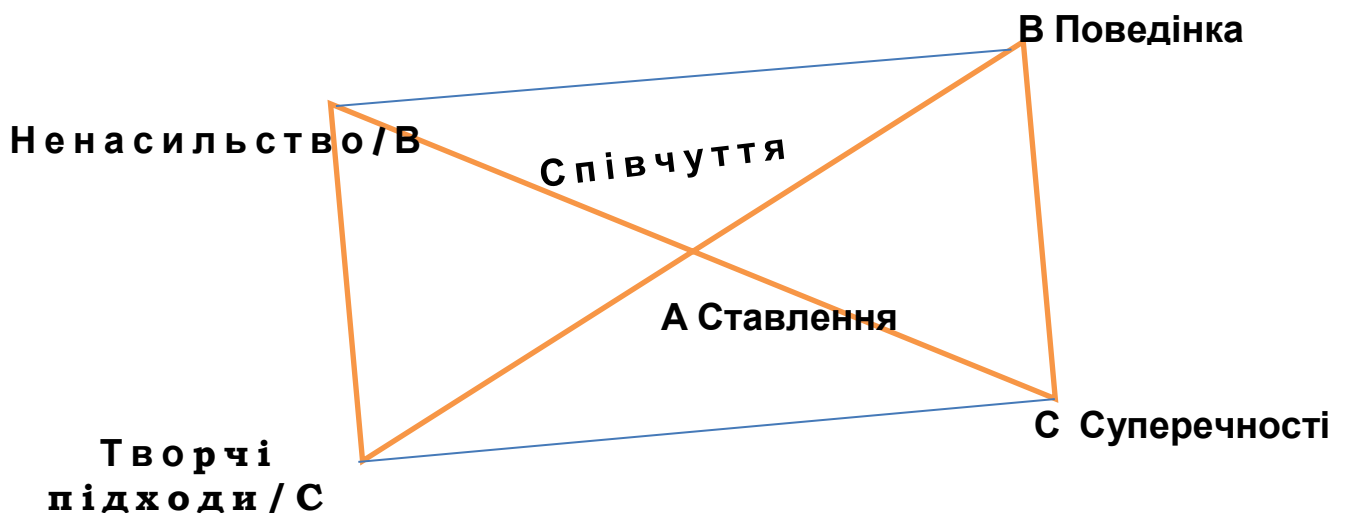 В Поведінка
Ненасильство/В
Співчуття
А Ставлення
С Суперечності
Творчі
підходи/С